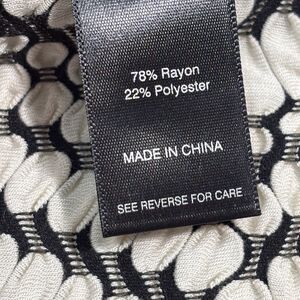 78% Rayon
22% Polyester
MADE IN CHINA
SEE REVERSE FOR CARE